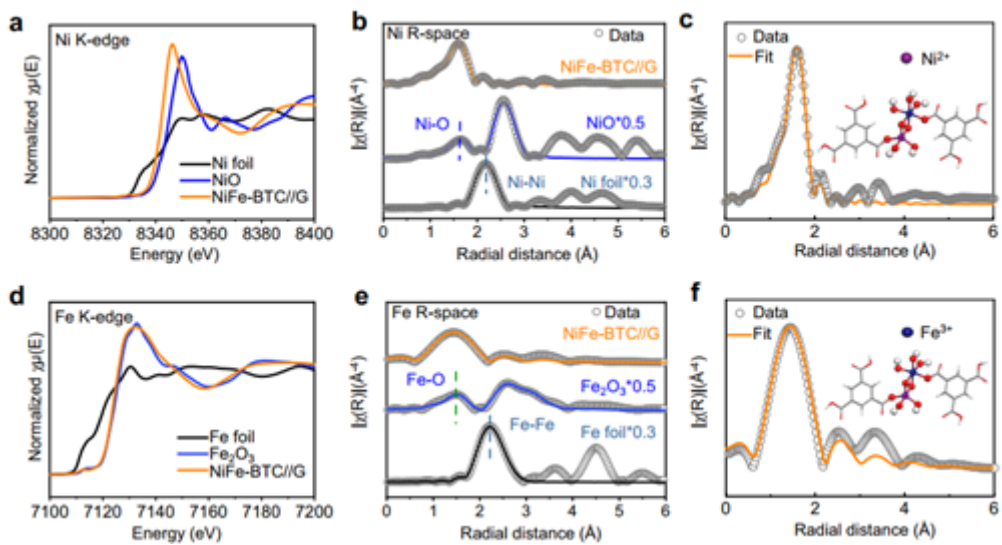 a
Ni K-edge
Normalized χμ(E)
Ni foil
NiO
NiFe-BTC//G
8300 8320 8340 8360 8380 8400
Energy (eV)
b
Ni R-space
Data
NiFe-BTC//G
Ni-O
NiO*0.5
Ni-Ni
Ni foil*0.3
|χ(R)|(Å⁻⁴)
0 1 2 3 4 5 6
Radial distance (Å)
c
Data
Fit
Ni²⁺
|χ(R)|(Å⁻⁴)
0 2 4 6
Radial distance (Å)
d
Fe K-edge
Normalized χμ(E)
Fe foil
Fe₂O₃
NiFe-BTC//G
7100 7120 7140 7160 7180 7200
Energy (eV)
e
Fe R-space
Data
NiFe-BTC//G
Fe-O
Fe₂O₃*0.5
Fe-Fe
Fe foil*0.3
|χ(R)|(Å⁻⁴)
0 1 2 3 4 5 6
Radial distance (Å)
f
Data
Fit
Fe³⁺
|χ(R)|(Å⁻⁴)
0 2 4 6
Radial distance (Å)